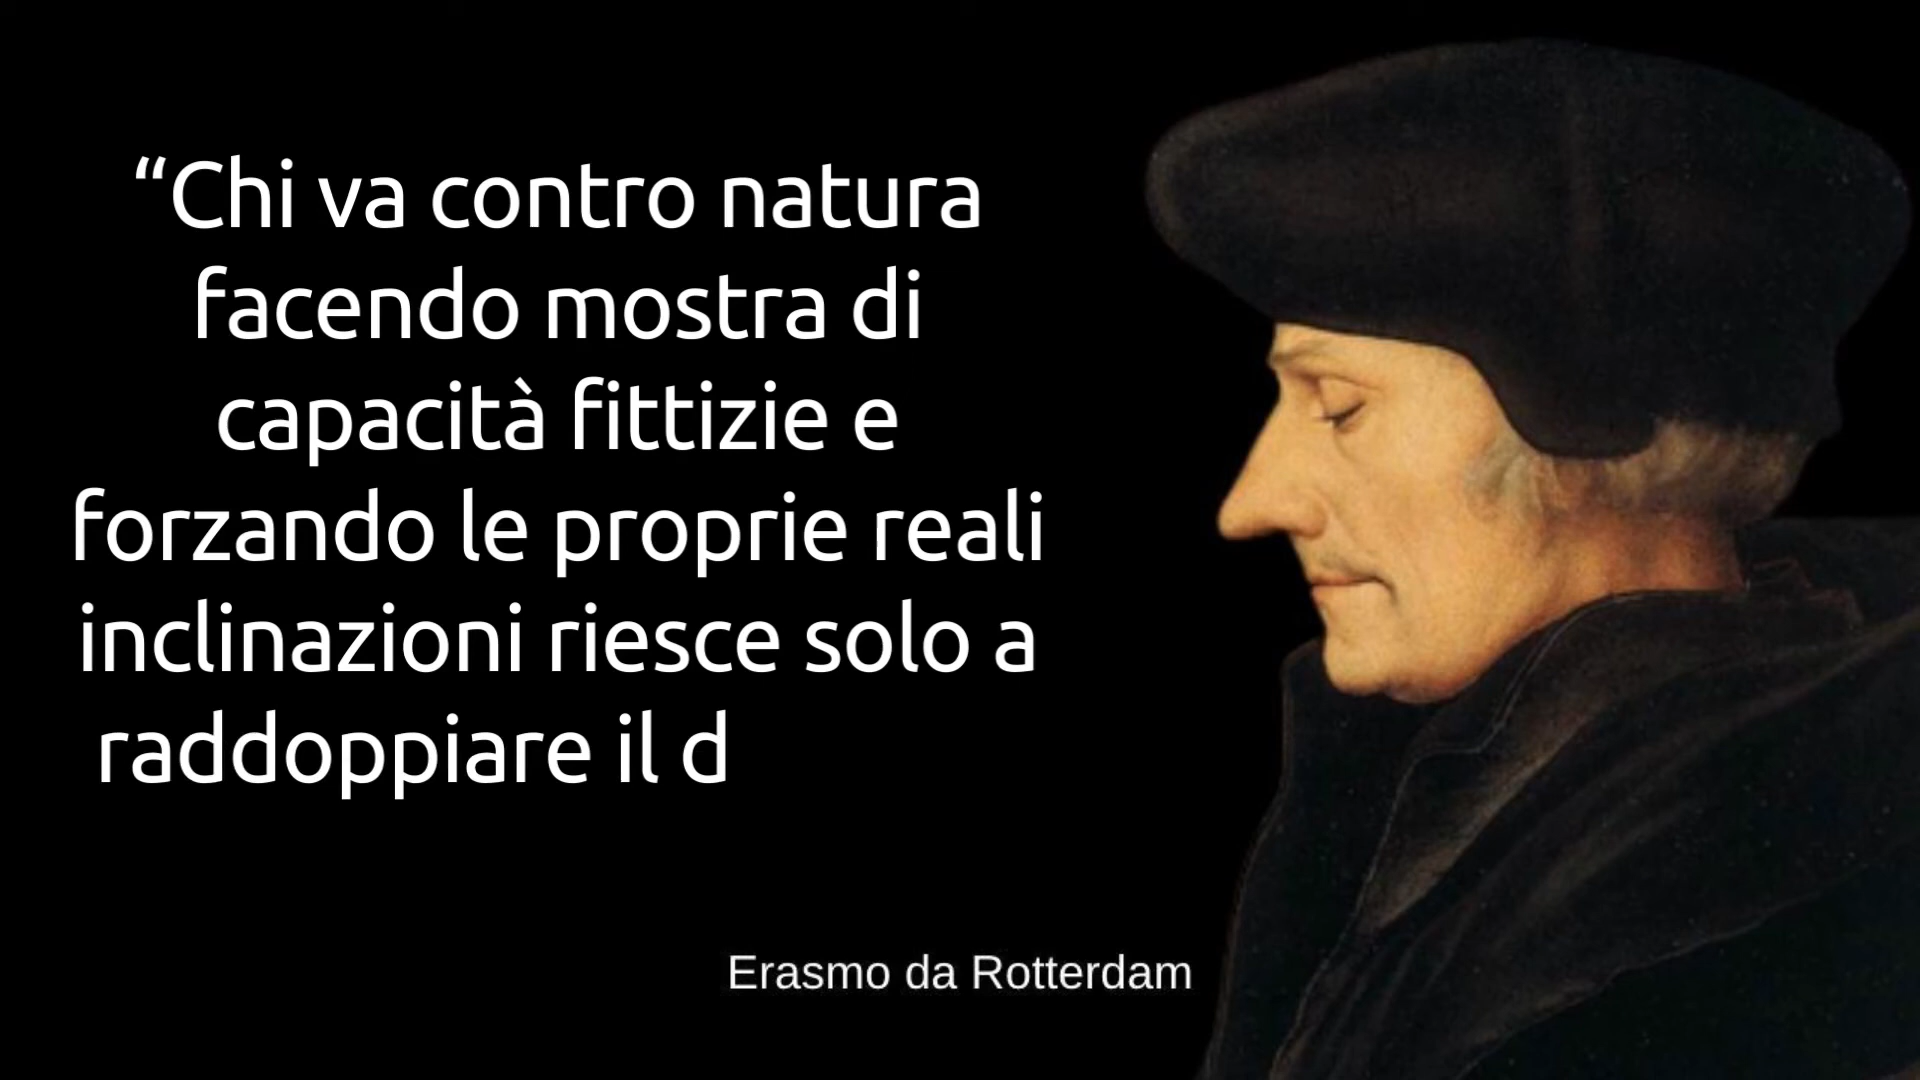 “Chi va contro natura
facendo mostra di
capacità fittizie e
forzando le proprie reali
inclinazioni riesce solo a
raddoppiare il d
Erasmo da Rotterdam